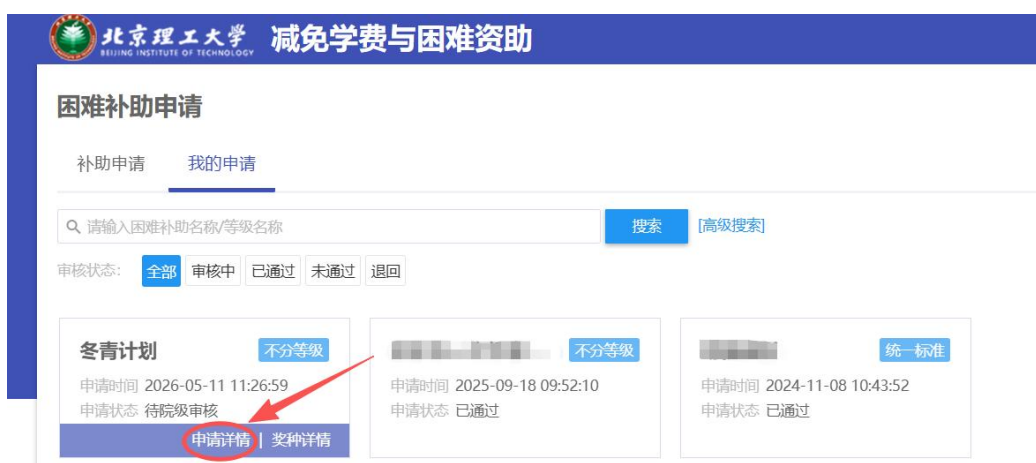 北京理工大学 减免学费与困难资助
BEIJING INSTITUTE OF TECHNOLOGY
困难补助申请
补助申请 我的申请
请输入困难补助名称/等级名称 搜索 [高级搜索]
审核状态: 全部 审核中 已通过 未通过 退回
冬青计划 不分等级
申请时间 2026-05-11 11:26:59
申请状态 待院级审核
申请详情 | 奖种详情
不分等级
申请时间 2025-09-18 09:52:10
申请状态 已通过
统一标准
申请时间 2024-11-08 10:43:52
申请状态 已通过